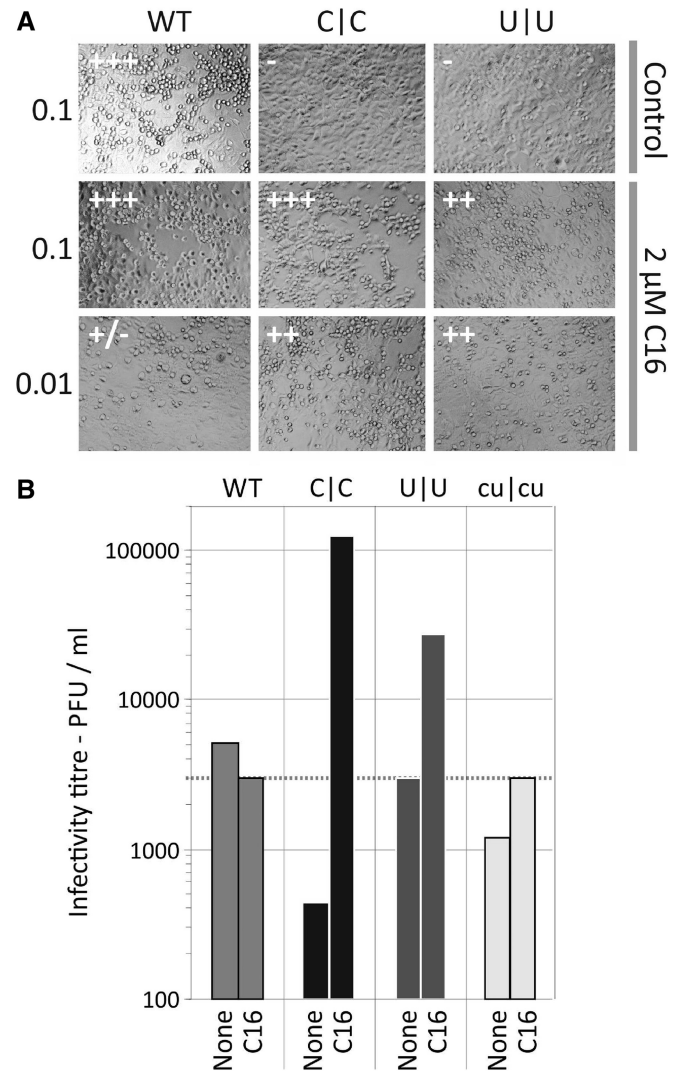 A
WT
C|C
U|U
0.1
+++
-
-
Control
0.1
+++
+++
++
2 µM C16
0.01
+/-
++
++
B
WT
C|C
U|U
cu|cu
Infectivity titre - PFU / ml
100000
10000
1000
100
None
C16
None
C16
None
C16
None
C16